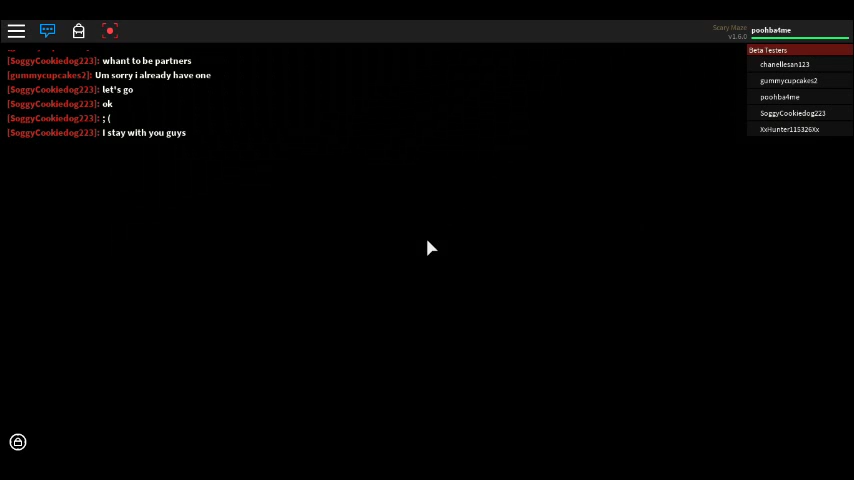 Scary Maze
v1.6.0
poohba4me
Beta Testers
chanellesan123
gummycupcakes2
poohba4me
SoggyCookiedog223
XxHunter115326Xx
[SoggyCookiedog223]: whant to be partners
[gummycupcakes2]: Um sorry i already have one
[SoggyCookiedog223]: let's go
[SoggyCookiedog223]: ok
[SoggyCookiedog223]: ; (
[SoggyCookiedog223]: I stay with you guys